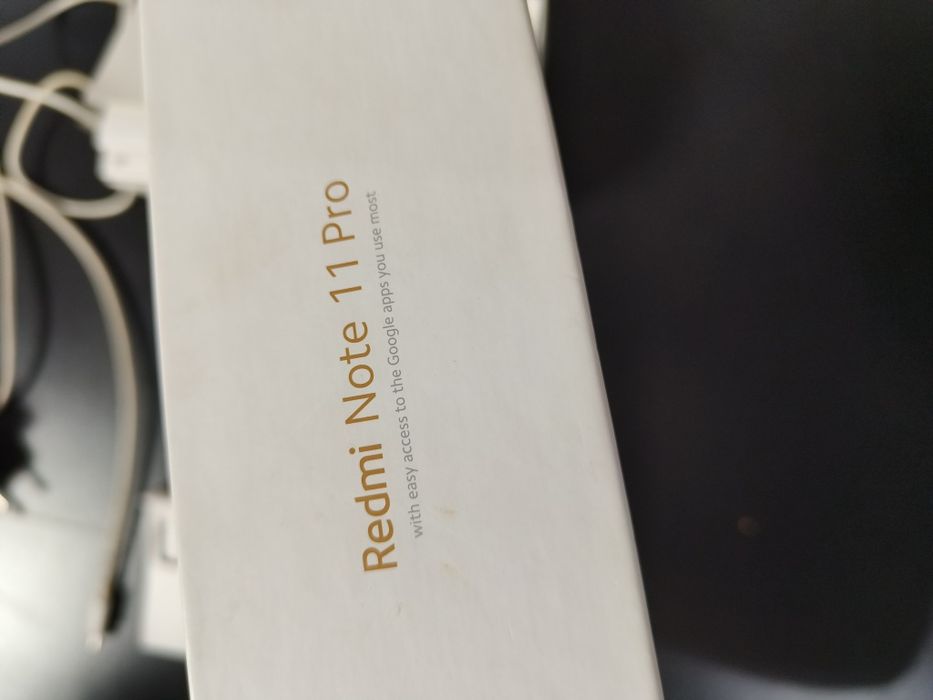 Redmi Note 11 Pro
with easy access to the Google apps you use most